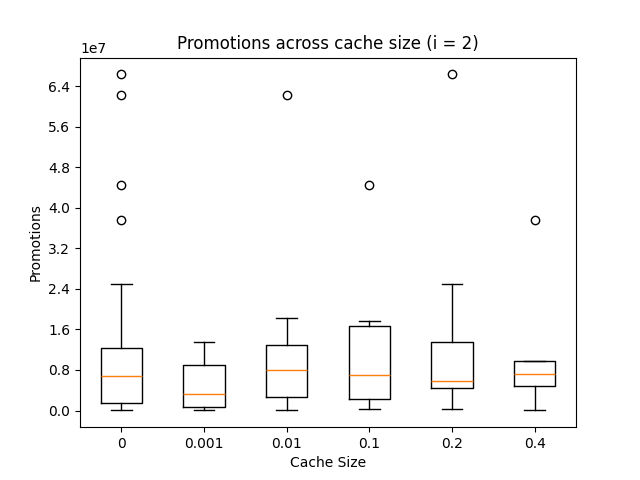 Promotions across cache size (i = 2)
1e7
6.4
5.6
4.8
4.0
3.2
2.4
1.6
0.8
0.0
Promotions
0 0.001 0.01 0.1 0.2 0.4
Cache Size